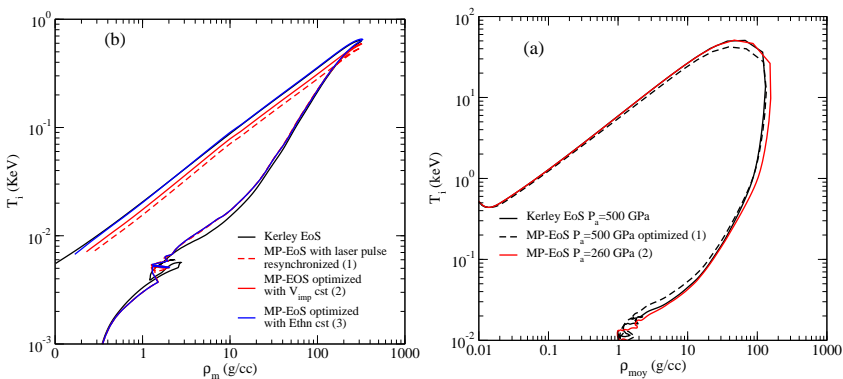 (b)
10^0
10^-1
10^-2
10^-3
T_i (KeV)
Kerley EoS
MP-EoS with laser pulse
resynchronized (1)
MP-EOS optimized
with V_imp cst (2)
MP-EoS optimized
with Ethn cst (3)
0 1 10 100 1000
ρ_m (g/cc)
(a)
10^2
10^1
10^0
10^-1
10^-2
T_i (KeV)
Kerley EoS P_a=500 GPa
MP-EoS P_a=500 GPa optimized (1)
MP-EoS P_a=260 GPa (2)
0.01 0.1 1 10 100 1000
ρ_moy (g/cc)